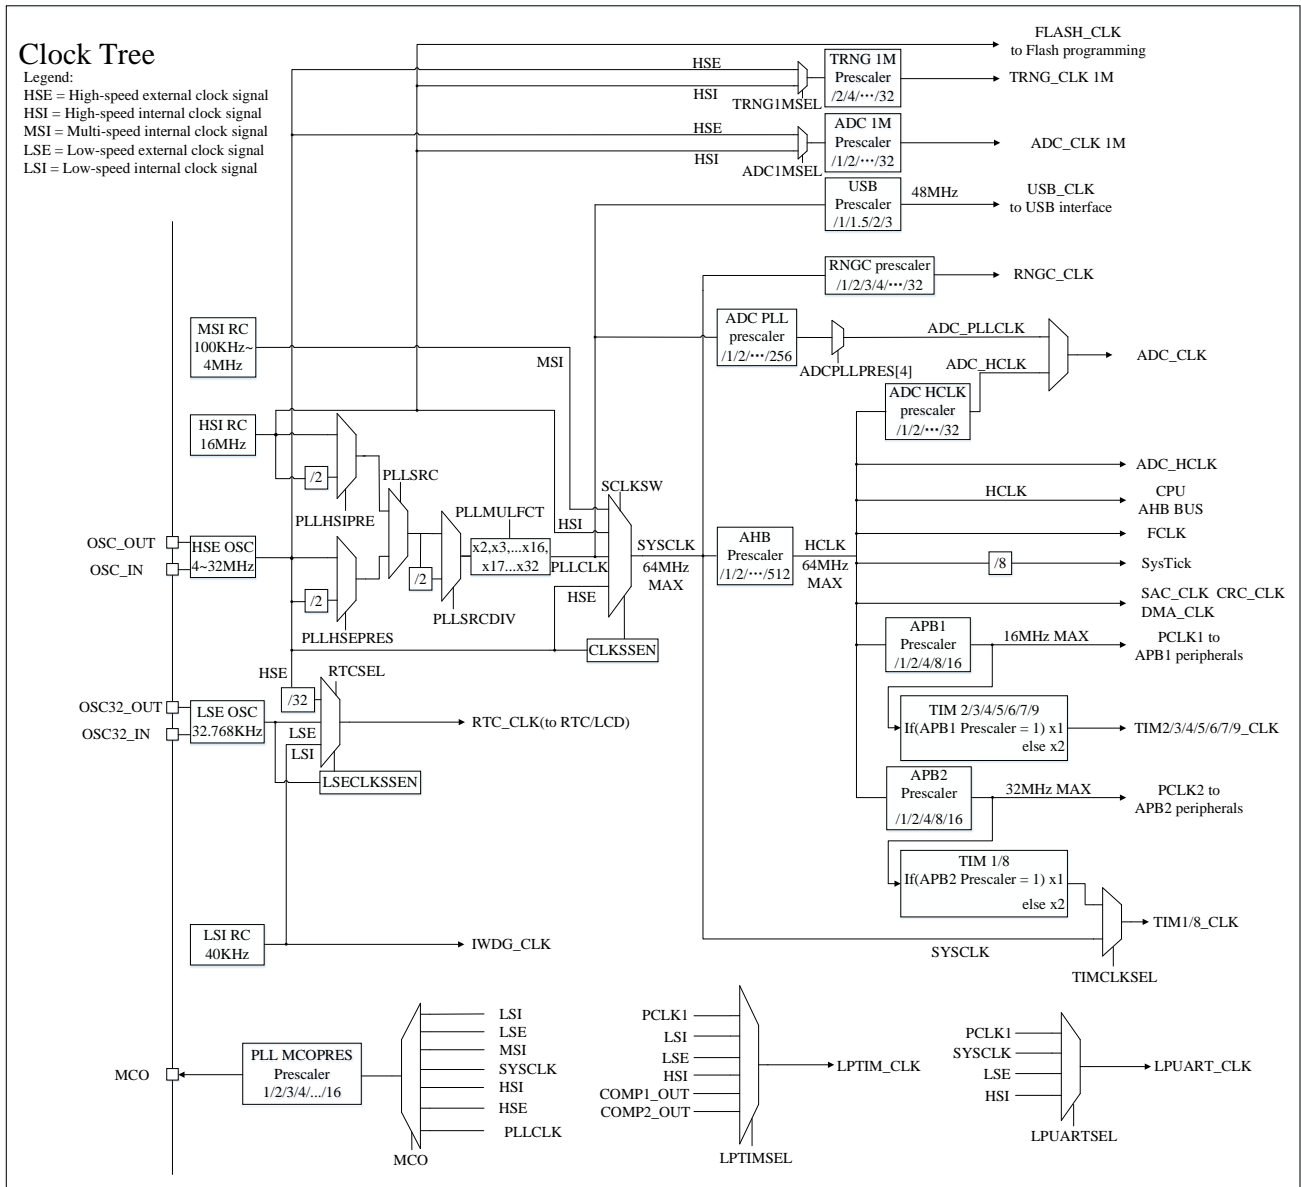 Clock Tree
Legend:
HSE = High-speed external clock signal
HSI = High-speed internal clock signal
MSI = Multi-speed internal clock signal
LSE = Low-speed external clock signal
LSI = Low-speed internal clock signal
FLASH_CLK
to Flash programming
HSE
HSI
TRNG1MSEL
TRNG 1M
Prescaler
/2/4/···/32
TRNG_CLK 1M
HSE
HSI
ADC1MSEL
ADC 1M
Prescaler
/1/2/···/32
ADC_CLK 1M
USB
Prescaler
/1/1.5/2/3
48MHz
USB_CLK
to USB interface
RNGC prescaler
/1/2/3/4/···/32
RNGC_CLK
MSI RC
100KHz~
4MHz
MSI
ADC PLL
prescaler
/1/2/···/256
ADCPLLPRES[4]
ADC_PLLCLK
ADC_HCLK
ADC_CLK
ADC HCLK
prescaler
/1/2/···/32
HSI RC
16MHz
/2
PLLHSIPRE
PLLSRC
PLLMULFCT
SCLKSW
HSI
ADC_HCLK
HCLK
CPU
AHB BUS
FCLK
OSC_OUT
OSC_IN
HSE OSC
4~32MHz
/2
PLLHSEPRES
/2
PLLSRCDIV
x2,x3,...x16,
x17...x32
PLLCLK
HSE
CLKSSEN
SYSCLK
64MHz
MAX
AHB
Prescaler
/1/2/···/512
HCLK
64MHz
MAX
/8
SysTick
SAC_CLK CRC_CLK
DMA_CLK
APB1
Prescaler
/1/2/4/8/16
16MHz MAX
PCLK1 to
APB1 peripherals
HSE
/32
RTCSEL
OSC32_OUT
OSC32_IN
LSE OSC
32.768KHz
LSE
LSI
RTC_CLK(to RTC/LCD)
LSECLKSSEN
TIM 2/3/4/5/6/7/9
If(APB1 Prescaler = 1) x1
else x2
TIM2/3/4/5/6/7/9_CLK
APB2
Prescaler
/1/2/4/8/16
32MHz MAX
PCLK2 to
APB2 peripherals
TIM 1/8
If(APB2 Prescaler = 1) x1
else x2
TIM1/8_CLK
SYSCLK
TIMCLKSEL
LSI RC
40KHz
IWDG_CLK
MCO
PLL MCOPRES
Prescaler
1/2/3/4/.../16
LSI
LSE
MSI
SYSCLK
HSI
HSE
PLLCLK
MCO
PCLK1
LSI
LSE
HSI
COMP1_OUT
COMP2_OUT
LPTIM_CLK
LPTIMSEL
PCLK1
SYSCLK
LSE
HSI
LPUART_CLK
LPUARTSEL